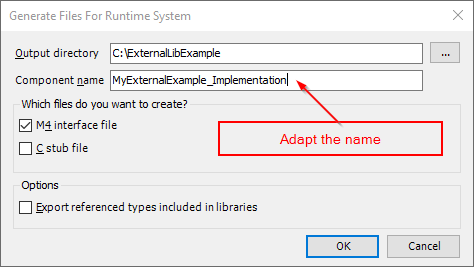 Generate Files For Runtime System
Output directory C:\ExternalLibExample ...
Component name MyExternalExample_Implementation
Which files do you want to create?
M4 interface file
C stub file
Adapt the name
Options
Export referenced types included in libraries
OK Cancel